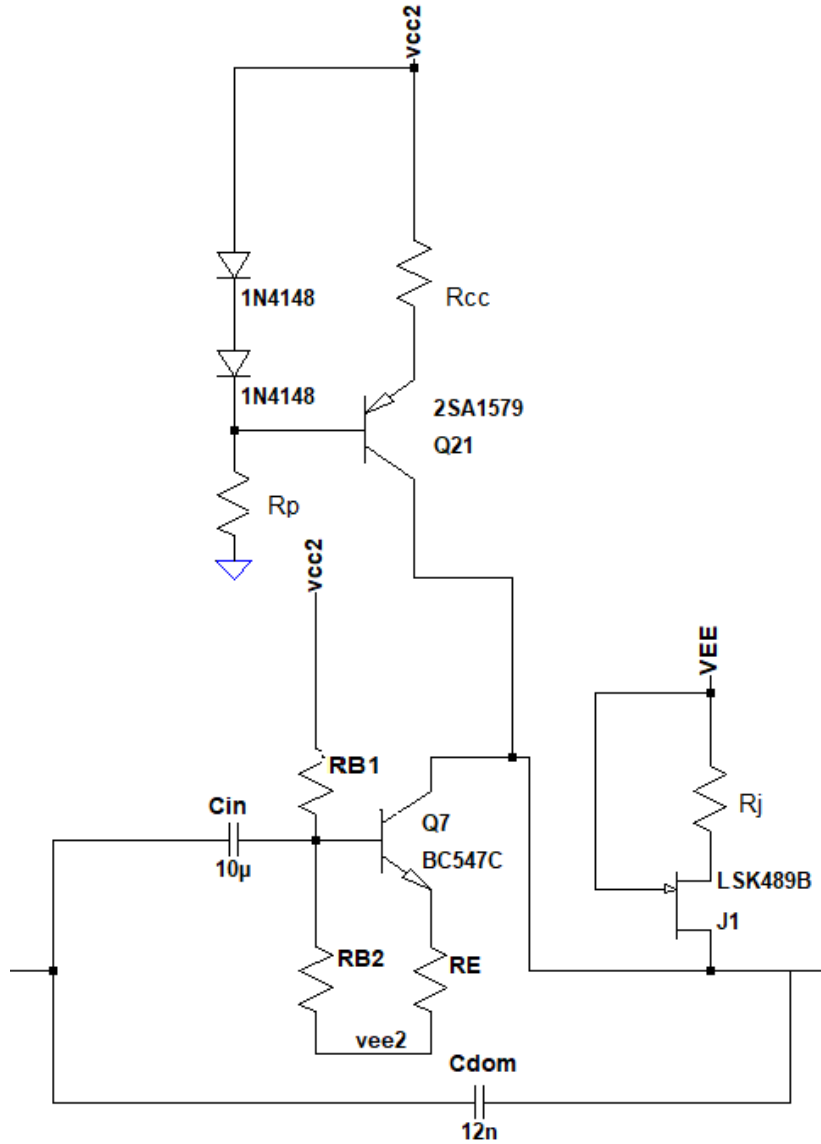 vcc2
1N4148
Rcc
1N4148
2SA1579
Q21
Rp
vcc2
VEE
RB1
Cin
10µ
Q7
BC547C
Rj
LSK489B
J1
RB2
RE
vee2
Cdom
12n